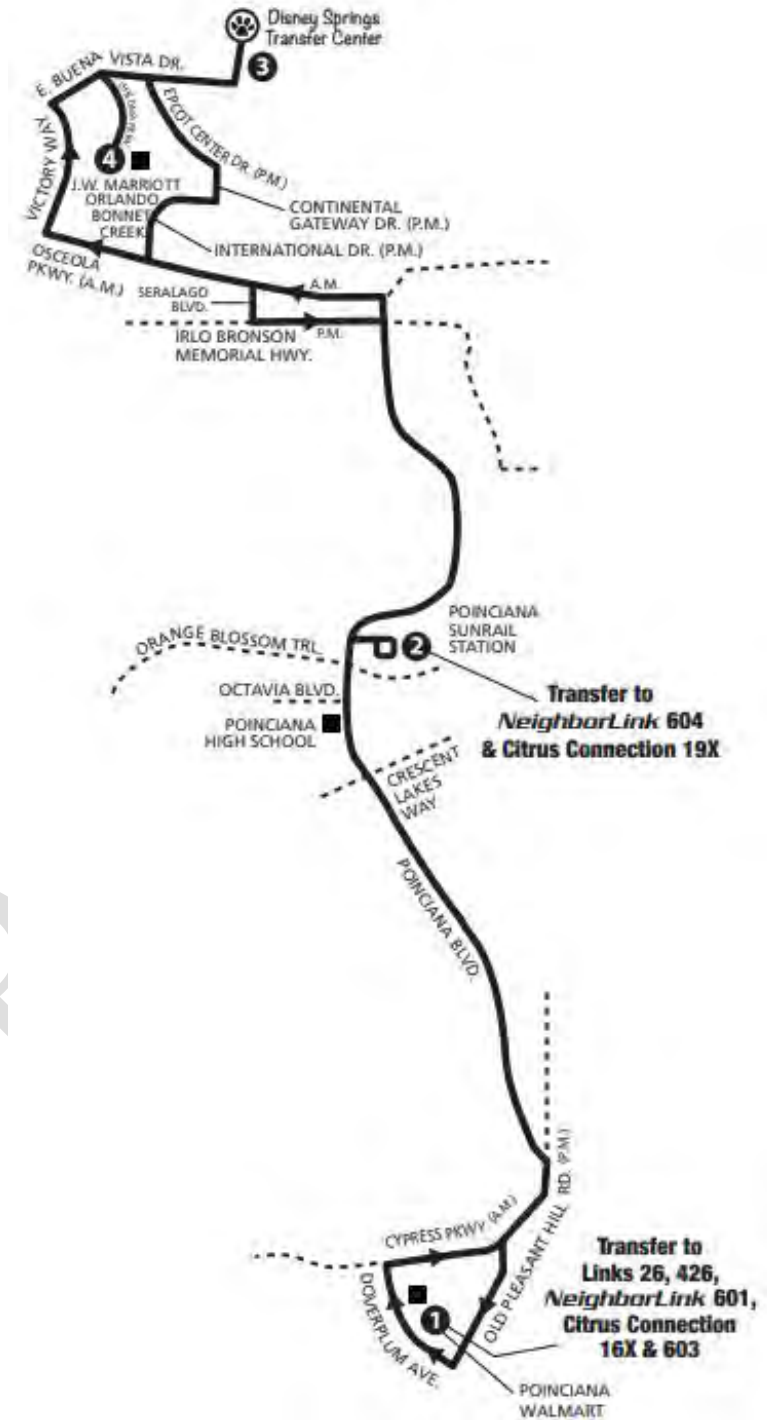 Disney Springs
Transfer Center
3
E. BUENA VISTA DR.
EPCOT CENTER DR. (P.M.)
VICTORY WAY
4
J.W. MARRIOTT
ORLANDO
BONNET
CREEK
CONTINENTAL
GATEWAY DR. (P.M.)
INTERNATIONAL DR. (P.M.)
OSCEOLA
PKWY. (A.M.)
A.M.
SERALAGO
BLVD.
P.M.
IRLO BRONSON
MEMORIAL HWY.
POINCIANA
SUNRAIL
STATION
2
ORANGE BLOSSOM TRL.
OCTAVIA BLVD.
Transfer to
NeighborLink 604
& Citrus Connection 19X
POINCIANA
HIGH SCHOOL
CRESCENT
LAKES
WAY
POINCIANA BLVD.
CYPRESS PKWY (A.M.)
OLD PLEASANT HILL RD. (P.M.)
Transfer to
Links 26, 426,
NeighborLink 601,
Citrus Connection
16X & 603
1
DOVERPLUM AVE.
POINCIANA
WALMART